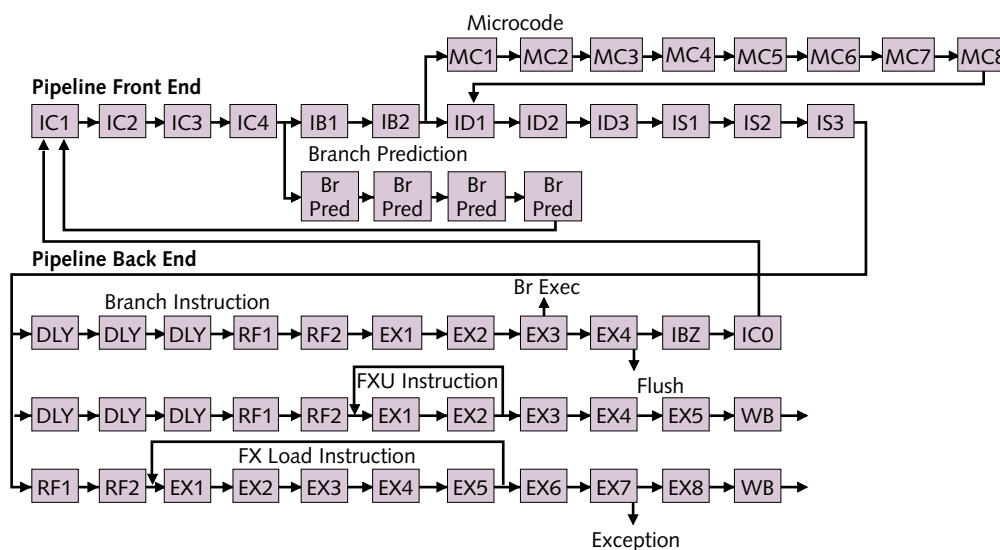 Microcode
MC1 MC2 MC3 MC4 MC5 MC6 MC7 MC8
Pipeline Front End
IC1 IC2 IC3 IC4 IB1 IB2 ID1 ID2 ID3 IS1 IS2 IS3
Branch Prediction
Br Br Br Br
Pred Pred Pred Pred
Pipeline Back End
Branch Instruction
Br Exec
DLY DLY DLY RF1 RF2 EX1 EX2 EX3 EX4 IBZ IC0
FXU Instruction
Flush
DLY DLY DLY RF1 RF2 EX1 EX2 EX3 EX4 EX5 WB
FX Load Instruction
RF1 RF2 EX1 EX2 EX3 EX4 EX5 EX6 EX7 EX8 WB
Exception